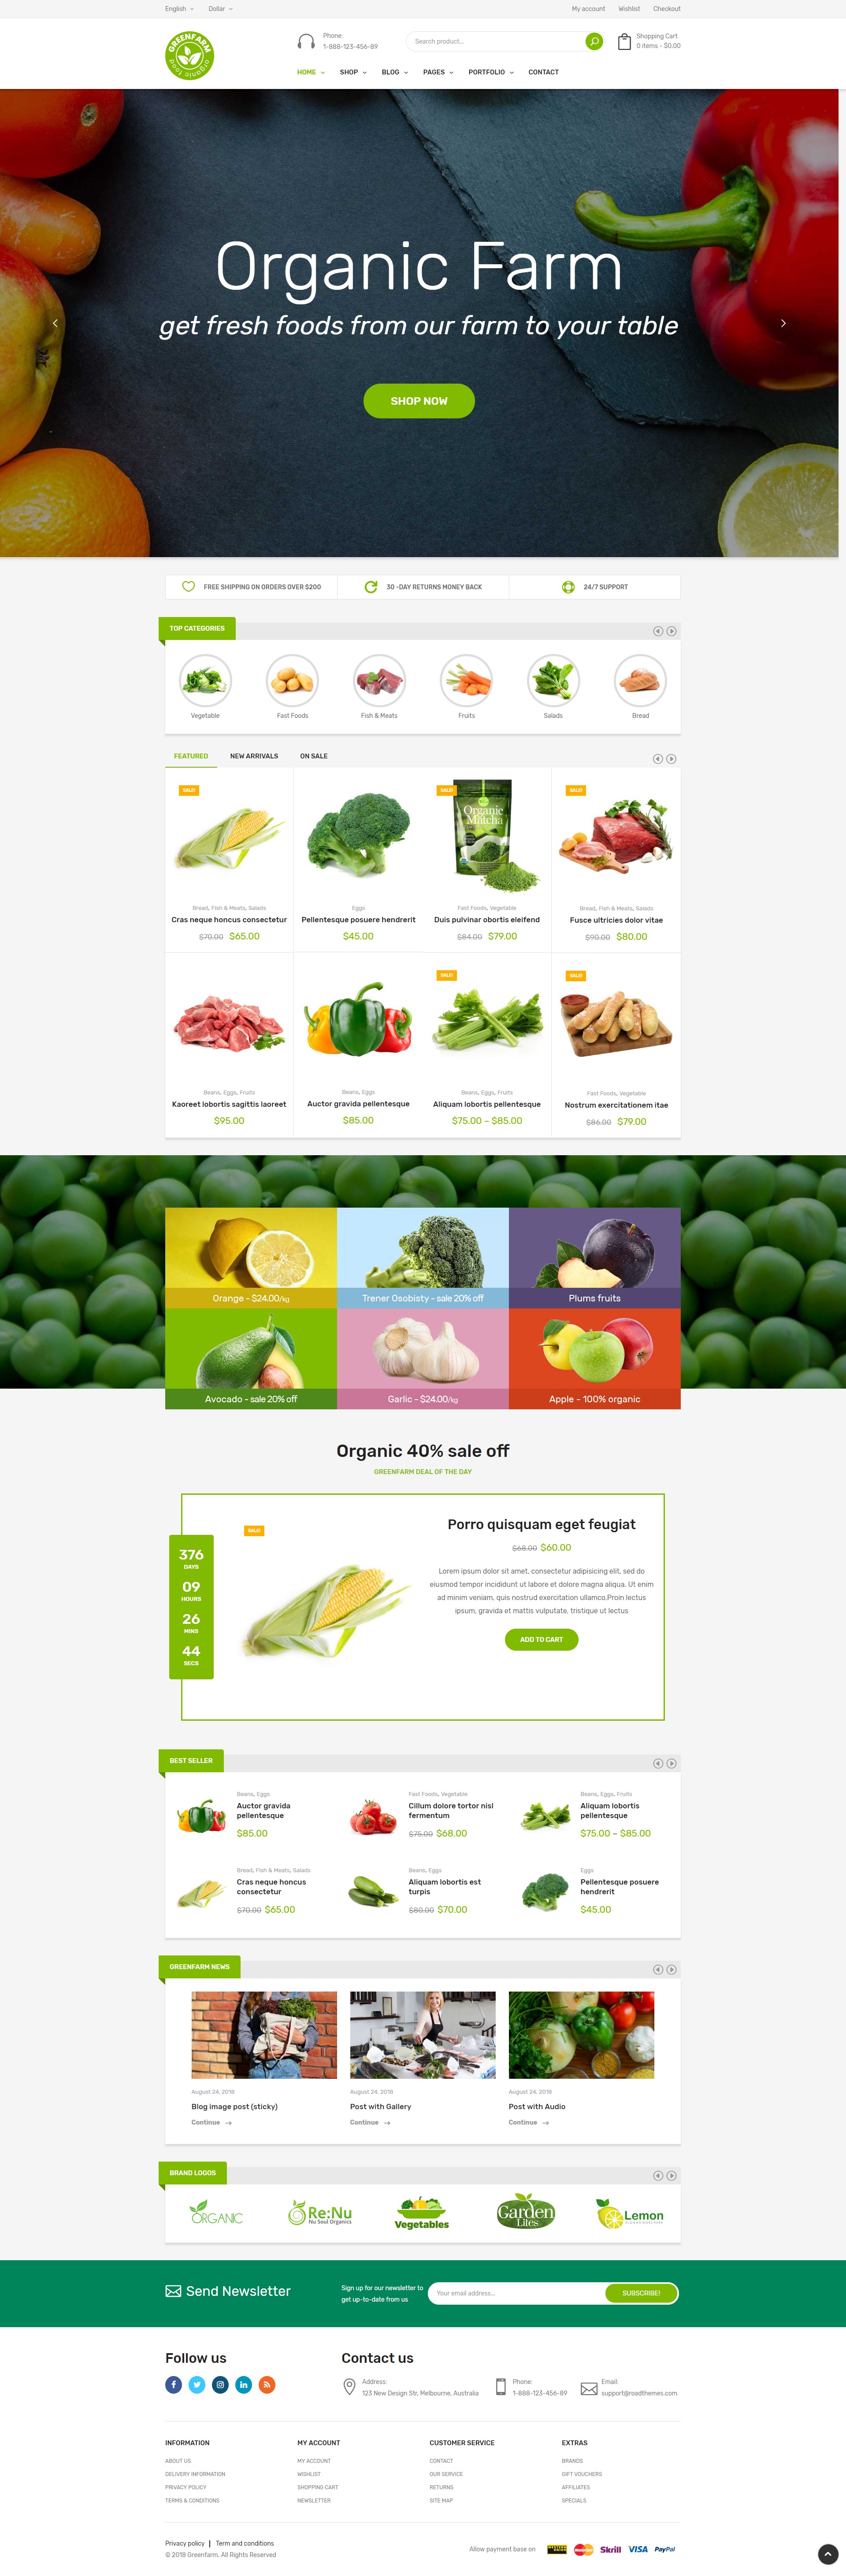 English
Dollar
My account
Wishlist
Checkout
GREENFARM
organic food
Phone:
1-888-123-456-89
Search product...
Shopping Cart
0 items - $0.00
HOME
SHOP
BLOG
PAGES
PORTFOLIO
CONTACT
Organic Farm
get fresh foods from our farm to your table
SHOP NOW
FREE SHIPPING ON ORDERS OVER $200
30 -DAY RETURNS MONEY BACK
24/7 SUPPORT
TOP CATEGORIES
Vegetable
Fast Foods
Fish & Meats
Fruits
Salads
Bread
FEATURED
NEW ARRIVALS
ON SALE
SALE!
Bread, Fish & Meats, Salads
Cras neque honcus consectetur
$70.00 $65.00
Eggs
Pellentesque posuere hendrerit
$45.00
SALE!
Organic
Matcha
Fast Foods, Vegetable
Duis pulvinar obortis eleifend
$84.00 $79.00
SALE!
Bread, Fish & Meats, Salads
Fusce ultricies dolor vitae
$90.00 $80.00
Beans, Eggs, Fruits
Kaoreet lobortis sagittis laoreet
$95.00
Beans, Eggs
Auctor gravida pellentesque
$85.00
SALE!
Beans, Eggs, Fruits
Aliquam lobortis pellentesque
$75.00 – $85.00
SALE!
Fast Foods, Vegetable
Nostrum exercitationem itae
$86.00 $79.00
Orange - $24.00/kg
Trener Osobisty - sale 20% off
Plums fruits
Avocado - sale 20% off
Garlic - $24.00/kg
Apple - 100% organic
Organic 40% sale off
GREENFARM DEAL OF THE DAY
376
DAYS
09
HOURS
26
MINS
44
SECS
SALE!
Porro quisquam eget feugiat
$68.00 $60.00
Lorem ipsum dolor sit amet, consectetur adipisicing elit, sed do
eiusmod tempor incididunt ut labore et dolore magna aliqua. Ut enim
ad minim veniam, quis nostrud exercitation ullamco,Proin lectus
ipsum, gravida et mattis vulputate, tristique ut lectus
ADD TO CART
BEST SELLER
Beans, Eggs
Auctor gravida
pellentesque
$85.00
Fast Foods, Vegetable
Cillum dolore tortor nisl
fermentum
$75.00 $68.00
Beans, Eggs, Fruits
Aliquam lobortis
pellentesque
$75.00 – $85.00
Bread, Fish & Meats, Salads
Cras neque honcus
consectetur
$70.00 $65.00
Beans, Eggs
Aliquam lobortis est
turpis
$80.00 $70.00
Eggs
Pellentesque posuere
hendrerit
$45.00
GREENFARM NEWS
August 24, 2018
Blog image post (sticky)
Continue
August 24, 2018
Post with Gallery
Continue
August 24, 2018
Post with Audio
Continue
BRAND LOGOS
ORGANIC
Re:Nu
Nu Soul Organics
Vegetables
Garden
Lites
Lemon
Send Newsletter
Sign up for our newsletter to
get up-to-date from us
Your email address...
SUBSCRIBE!
Follow us
Contact us
Address:
123 New Design Str, Melbourne, Australia
Phone:
1-888-123-456-89
Email:
support@roadthemes.com
INFORMATION
ABOUT US
DELIVERY INFORMATION
PRIVACY POLICY
TERMS & CONDITIONS
MY ACCOUNT
MY ACCOUNT
WISHLIST
SHOPPING CART
NEWSLETTER
CUSTOMER SERVICE
CONTACT
OUR SERVICE
RETURNS
SITE MAP
EXTRAS
BRANDS
GIFT VOUCHERS
AFFILIATES
SPECIALS
Privacy policy | Term and conditions
© 2018 Greenfarm. All Rights Reserved
Allow payment base on
MasterCard
Skrill
VISA
PayPal